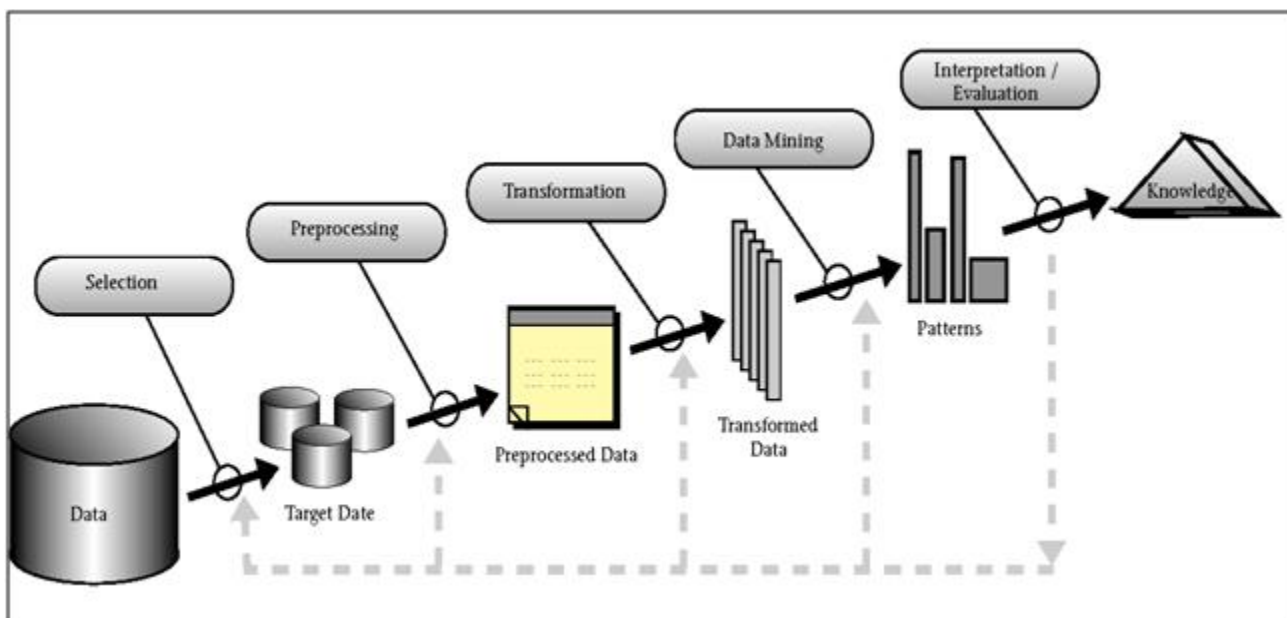 Interpretation /
Evaluation
Data Mining
Transformation
Preprocessing
Selection
Knowledge
Patterns
Transformed
Data
Preprocessed Data
Target Date
Data